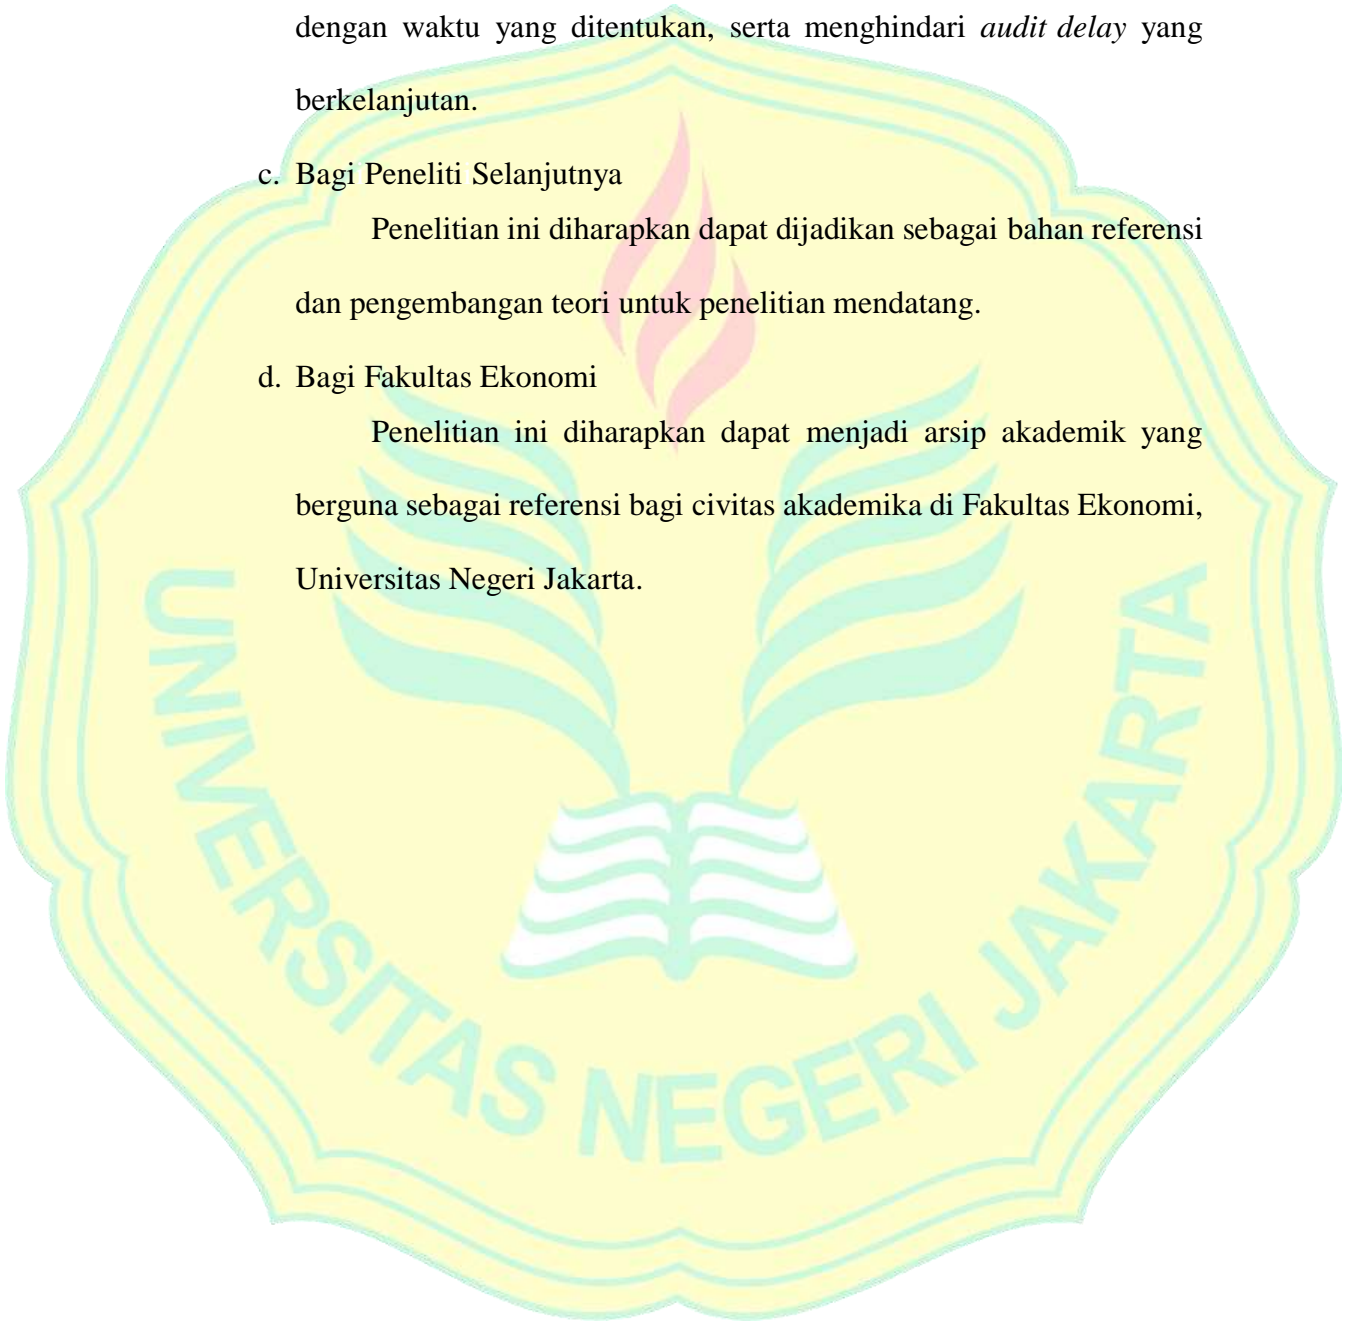 dengan waktu yang ditentukan, serta menghindari audit delay yang
berkelanjutan.
c. Bagi Peneliti Selanjutnya
Penelitian ini diharapkan dapat dijadikan sebagai bahan referensi
dan pengembangan teori untuk penelitian mendatang.
d. Bagi Fakultas Ekonomi
Penelitian ini diharapkan dapat menjadi arsip akademik yang
berguna sebagai referensi bagi civitas akademika di Fakultas Ekonomi,
Universitas Negeri Jakarta.
UNIVERSITAS NEGERI JAKARTA